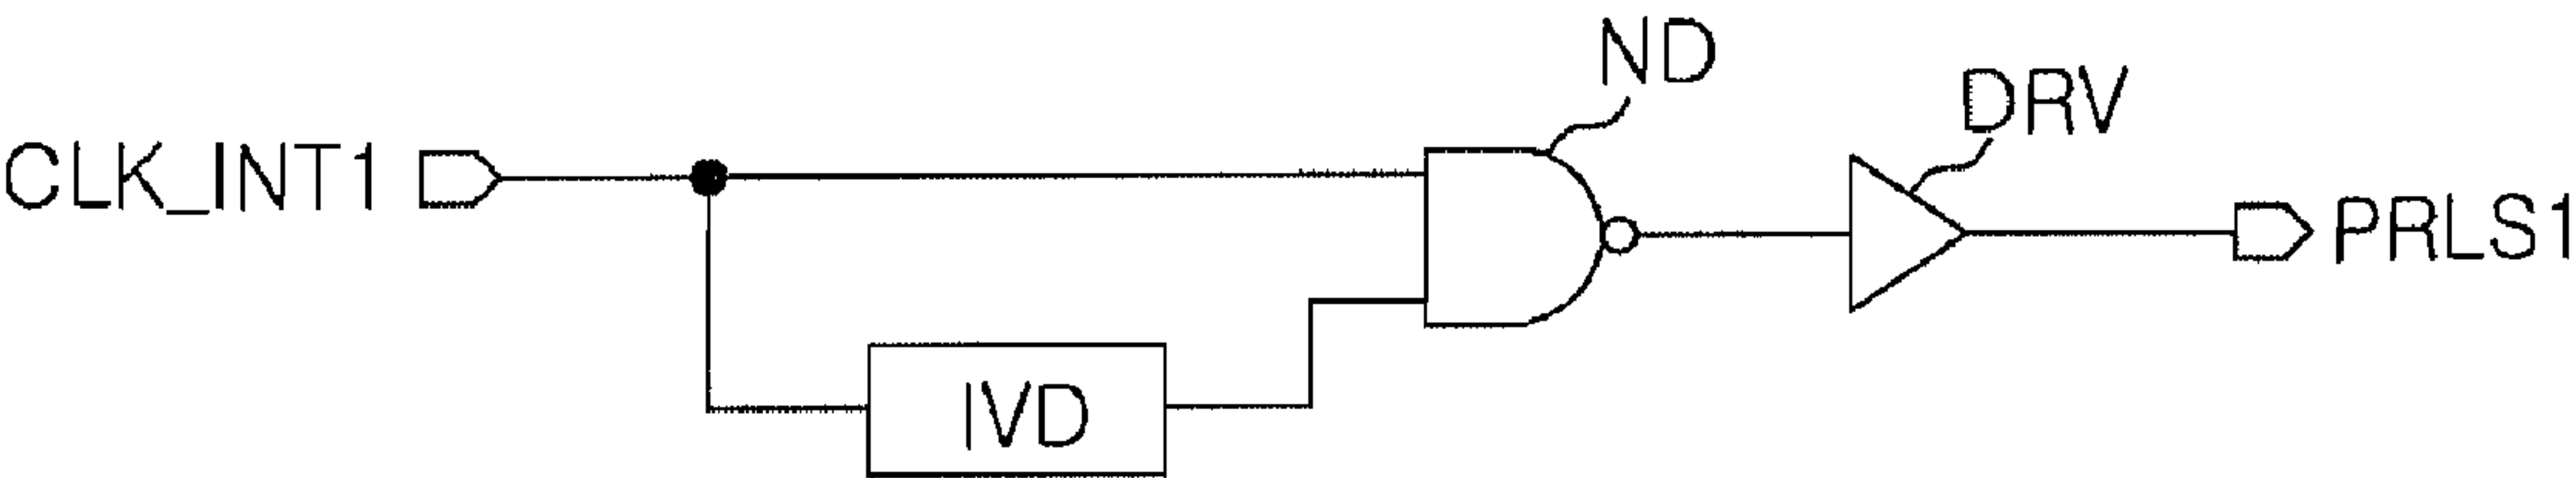 ND
DRV
CLK_INT1
PRLS1
IVD